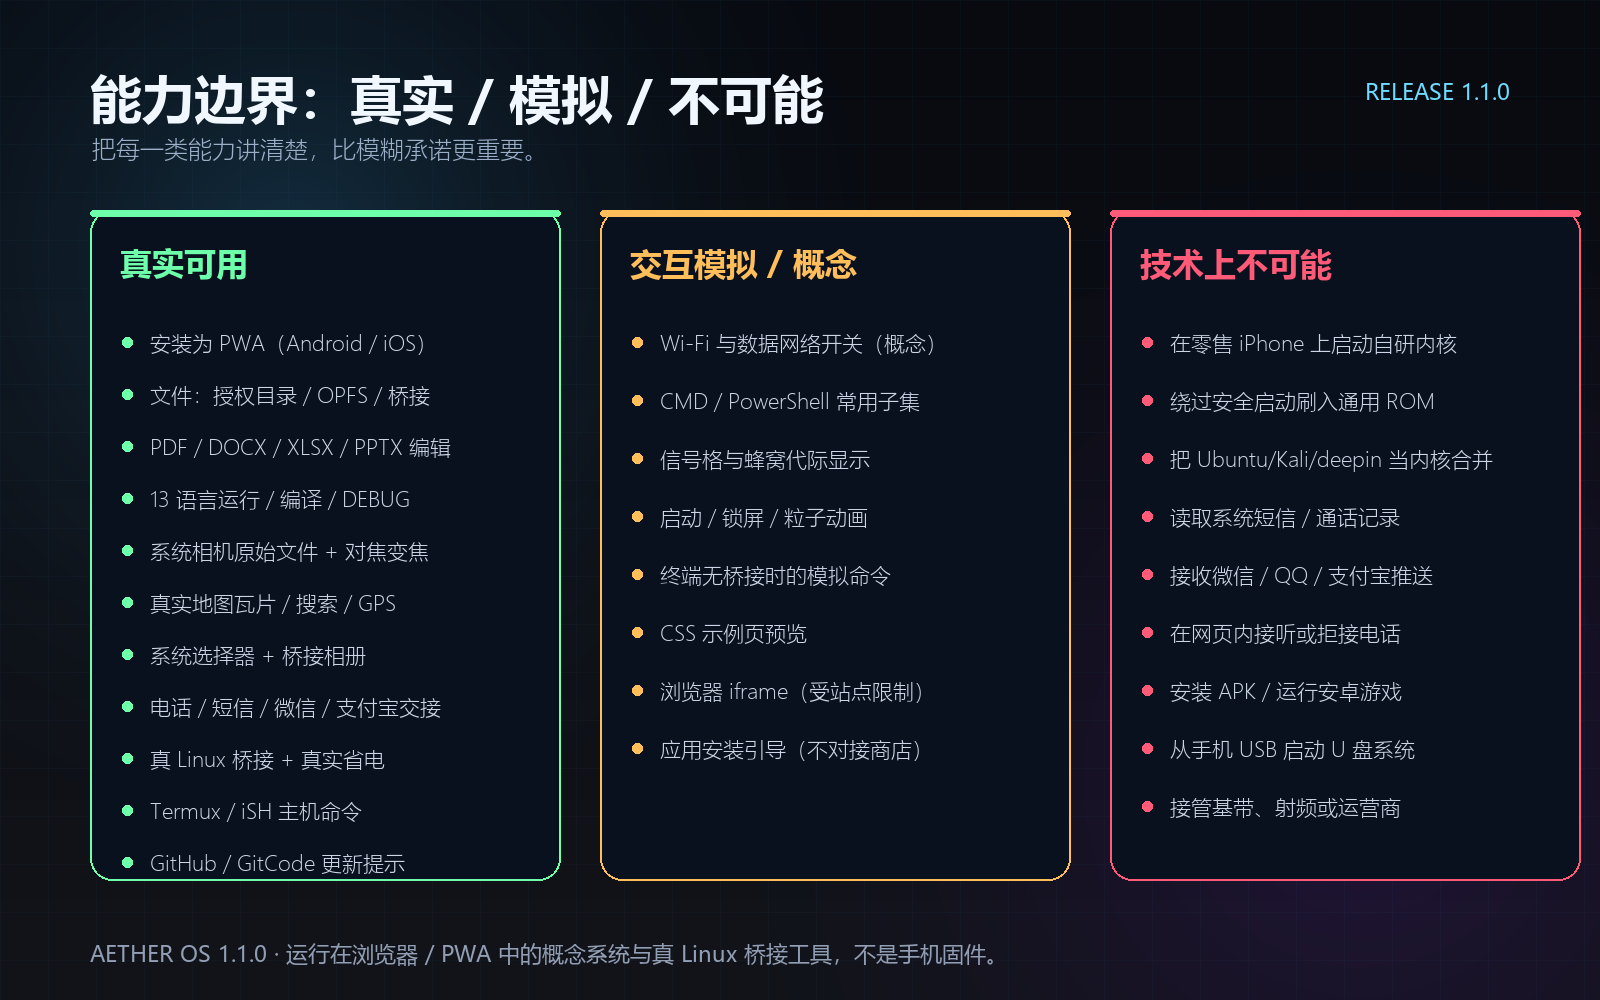 能力边界：真实 / 模拟 / 不可能
RELEASE 1.1.0
把每一类能力讲清楚，比模糊承诺更重要。
真实可用
安装为 PWA（Android / iOS）
文件：授权目录 / OPFS / 桥接
PDF / DOCX / XLSX / PPTX 编辑
13 语言运行 / 编译 / DEBUG
系统相机原始文件 + 对焦变焦
真实地图瓦片 / 搜索 / GPS
系统选择器 + 桥接相册
电话 / 短信 / 微信 / 支付宝交接
真 Linux 桥接 + 真实省电
Termux / iSH 主机命令
GitHub / GitCode 更新提示
交互模拟 / 概念
Wi-Fi 与数据网络开关（概念）
CMD / PowerShell 常用子集
信号格与蜂窝代际显示
启动 / 锁屏 / 粒子动画
终端无桥接时的模拟命令
CSS 示例页预览
浏览器 iframe（受站点限制）
应用安装引导（不对接商店）
技术上不可能
在零售 iPhone 上启动自研内核
绕过安全启动刷入通用 ROM
把 Ubuntu/Kali/deepin 当内核合并
读取系统短信 / 通话记录
接收微信 / QQ / 支付宝推送
在网页内接听或拒接电话
安装 APK / 运行安卓游戏
从手机 USB 启动 U 盘系统
接管基带、射频或运营商
AETHER OS 1.1.0 · 运行在浏览器 / PWA 中的概念系统与真 Linux 桥接工具，不是手机固件。